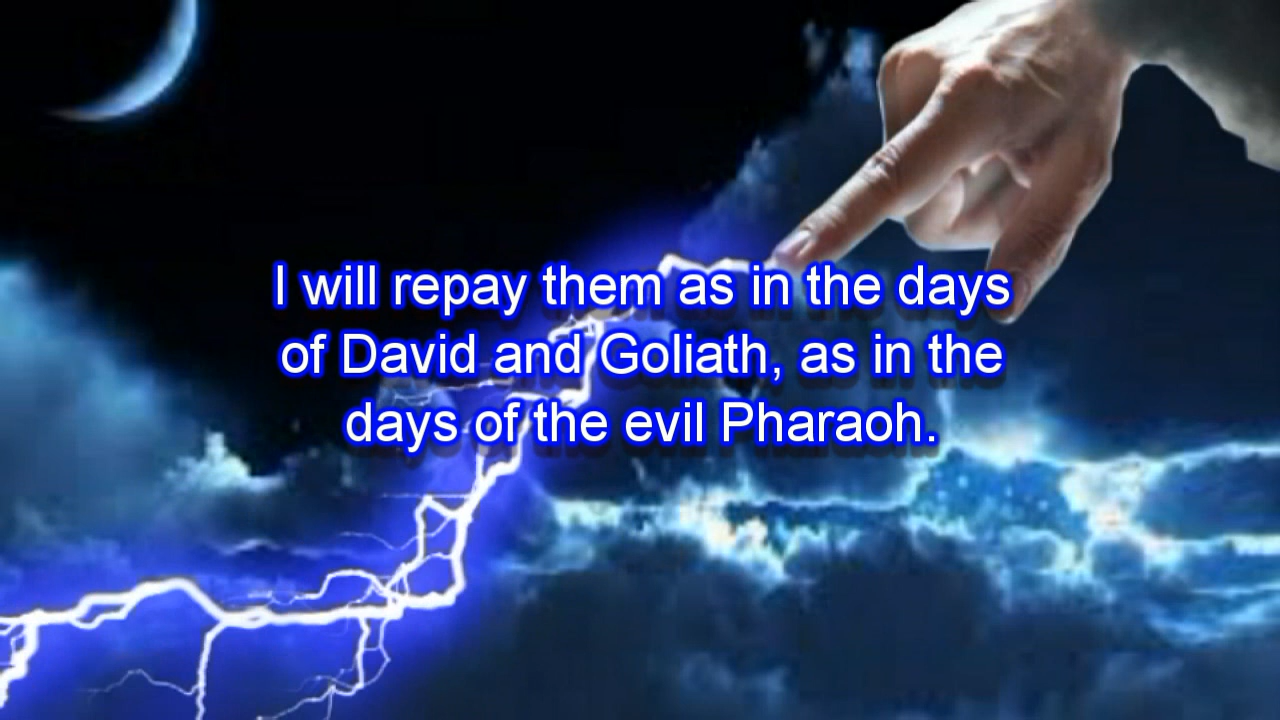 I will repay them as in the days
of David and Goliath, as in the
days of the evil Pharaoh.